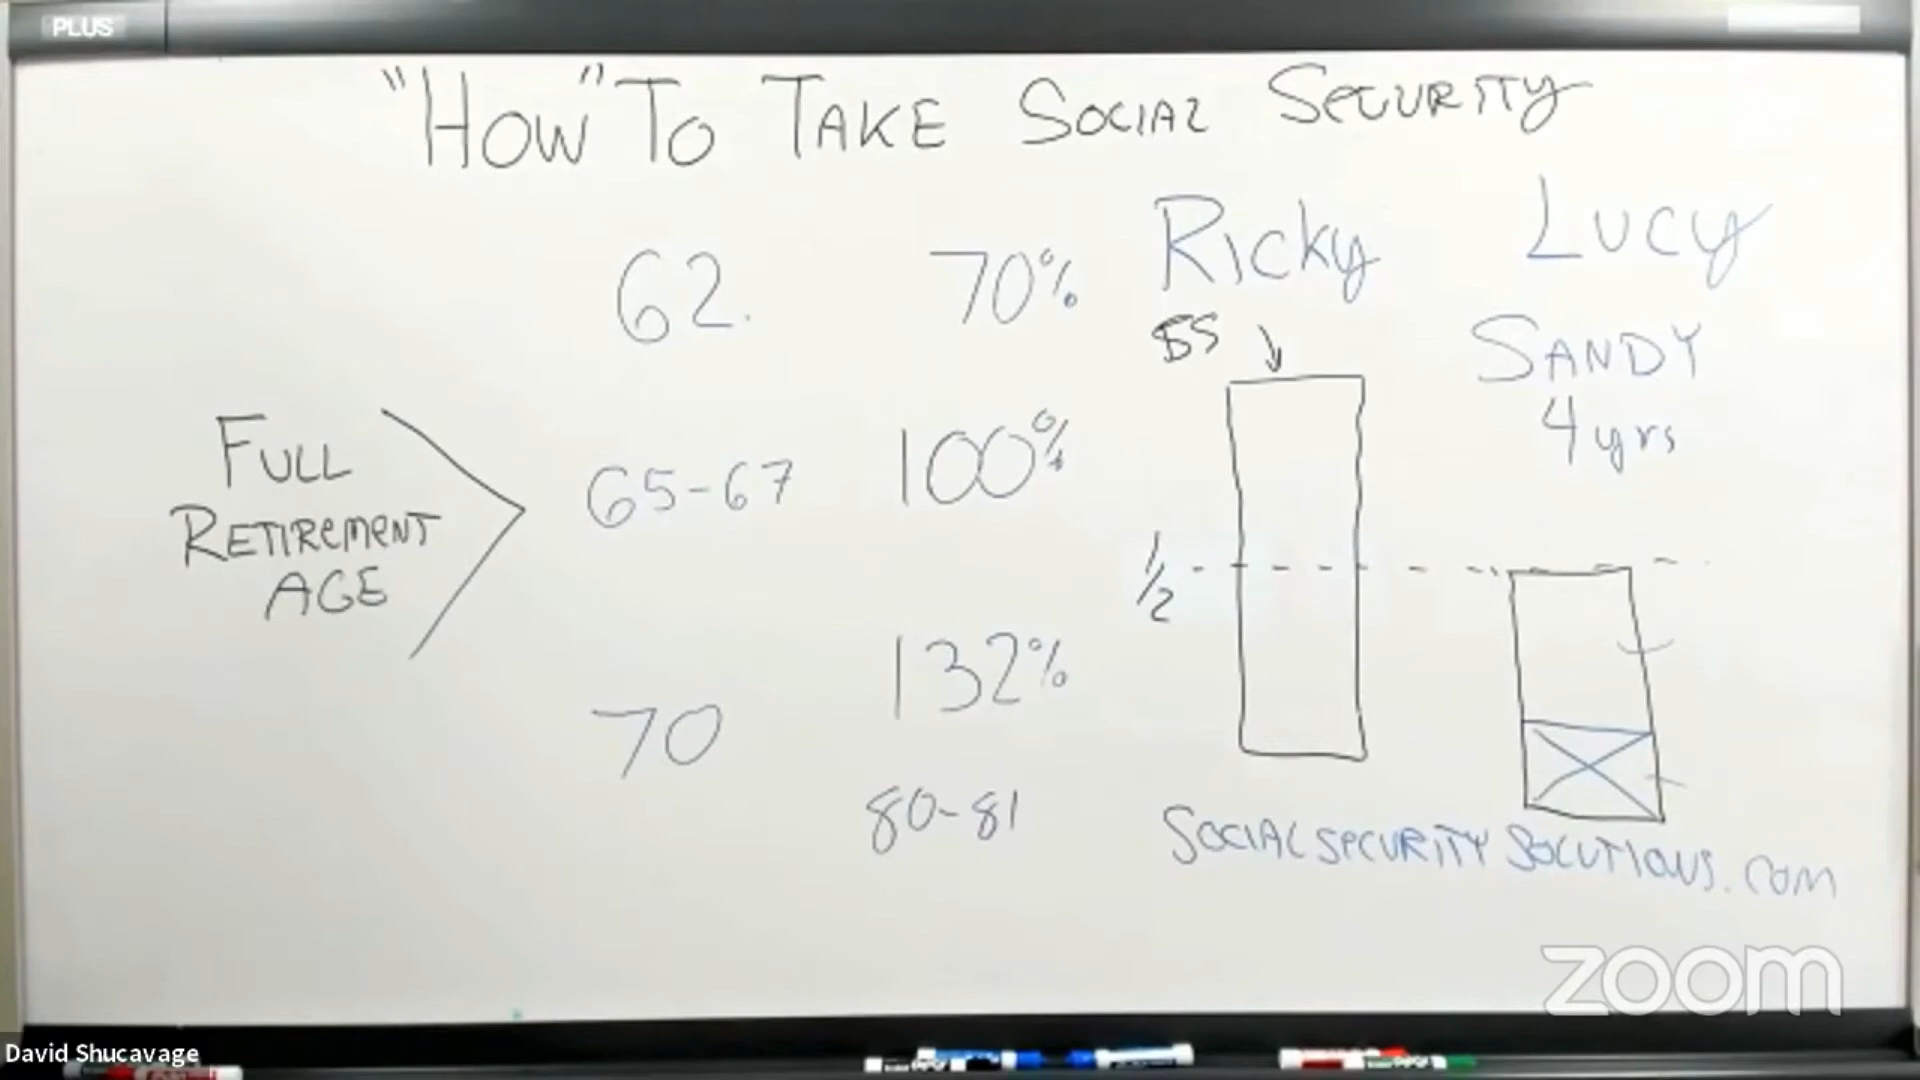 PLUS
"How" To Take Social Security
Ricky
Lucy
62. 70%
SS
Sandy
4 yrs
Full
Retirement
Age
65-67 100%
1/2
70 132%
80-81
SocialSecuritySolutions.com
zoom
David Shucavage